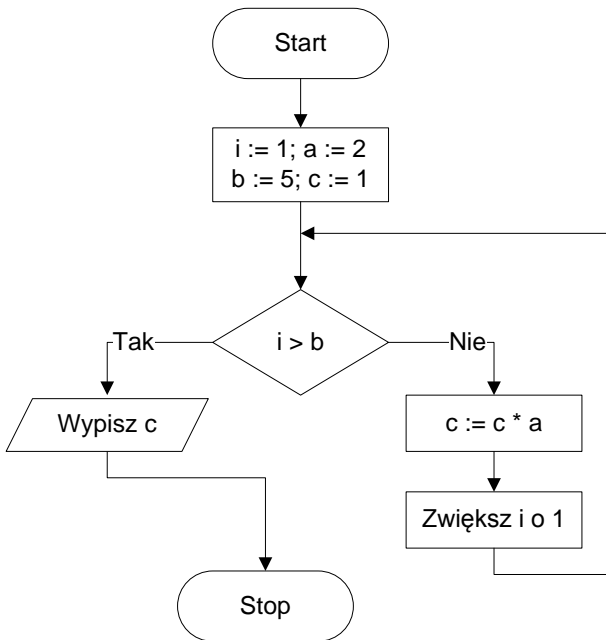 Start
i := 1; a := 2
b := 5; c := 1
i > b
Tak
Nie
Wypisz c
c := c * a
Zwiększ i o 1
Stop